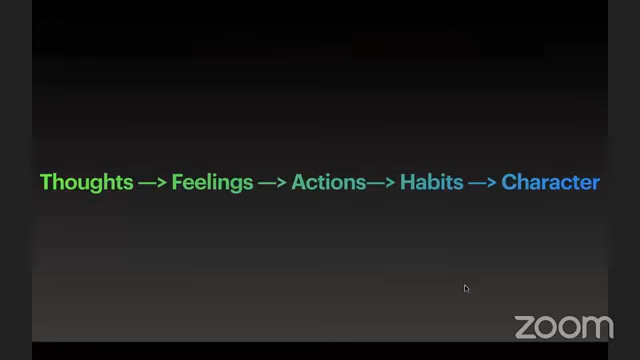 Thoughts —> Feelings —> Actions—> Habits —> Character
zoom